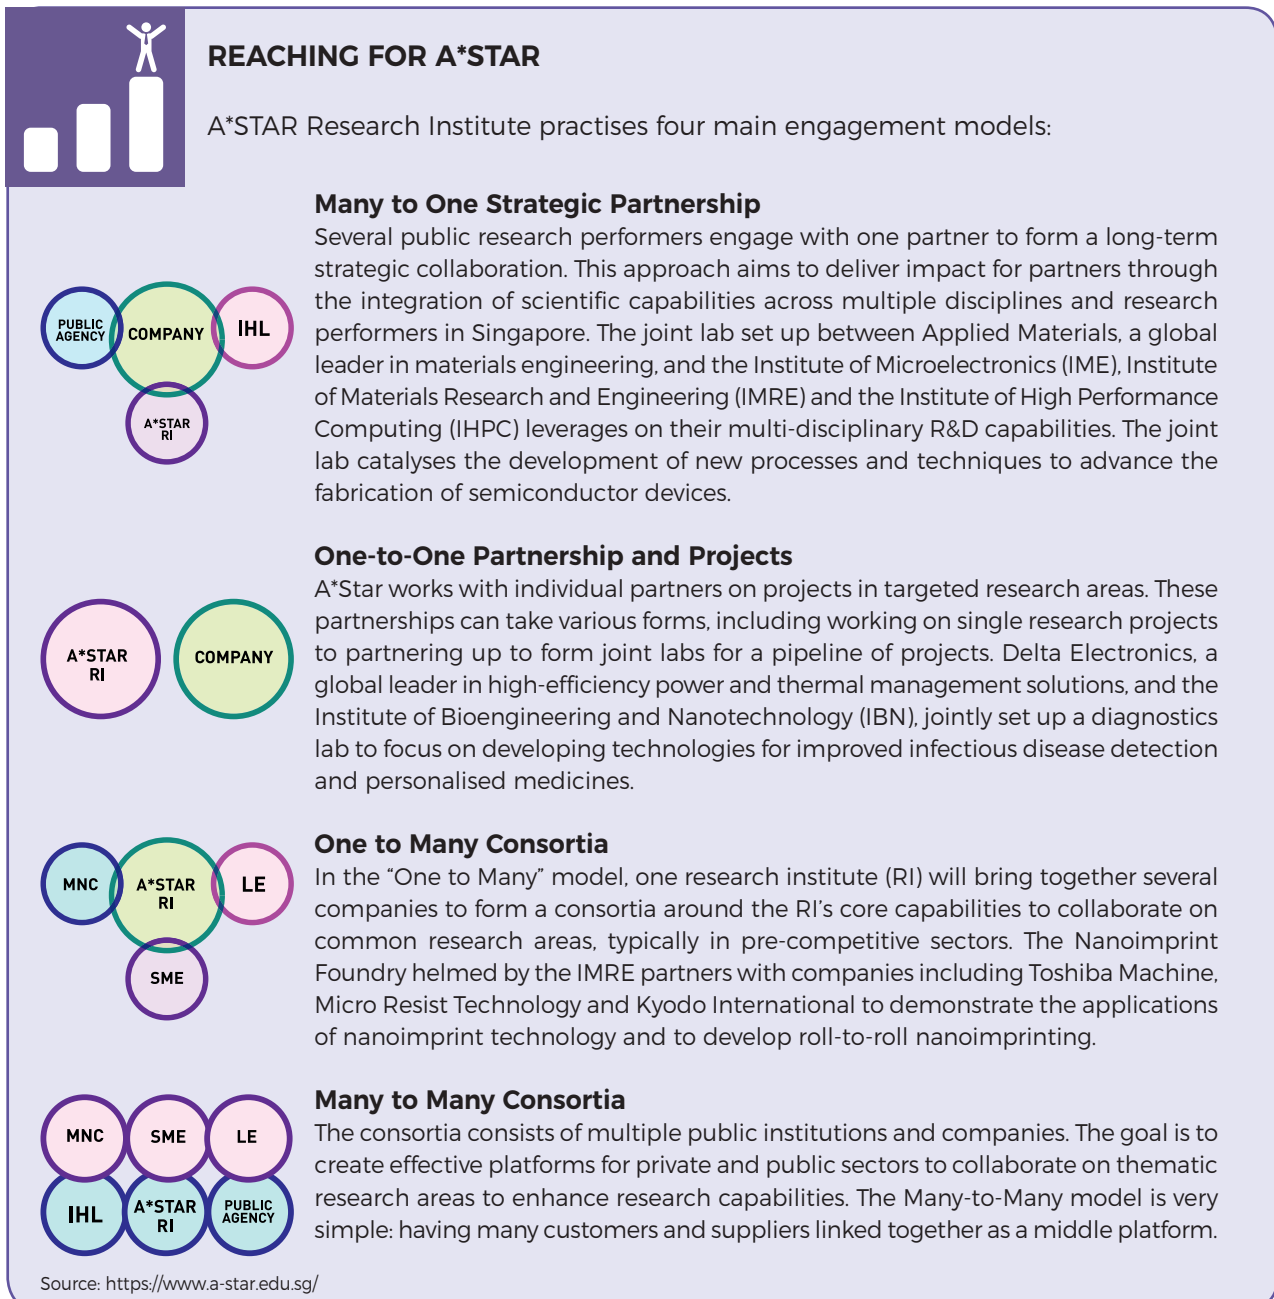 REACHING FOR A*STAR
A*STAR Research Institute practises four main engagement models:
Many to One Strategic Partnership
Several public research performers engage with one partner to form a long-term
strategic collaboration. This approach aims to deliver impact for partners through
the integration of scientific capabilities across multiple disciplines and research
performers in Singapore. The joint lab set up between Applied Materials, a global
leader in materials engineering, and the Institute of Microelectronics (IME), Institute
of Materials Research and Engineering (IMRE) and the Institute of High Performance
Computing (IHPC) leverages on their multi-disciplinary R&D capabilities. The joint
lab catalyses the development of new processes and techniques to advance the
fabrication of semiconductor devices.
PUBLIC
AGENCY
COMPANY
IHL
A*STAR
RI
One-to-One Partnership and Projects
A*Star works with individual partners on projects in targeted research areas. These
partnerships can take various forms, including working on single research projects
to partnering up to form joint labs for a pipeline of projects. Delta Electronics, a
global leader in high-efficiency power and thermal management solutions, and the
Institute of Bioengineering and Nanotechnology (IBN), jointly set up a diagnostics
lab to focus on developing technologies for improved infectious disease detection
and personalised medicines.
A*STAR
RI
COMPANY
One to Many Consortia
In the “One to Many” model, one research institute (RI) will bring together several
companies to form a consortia around the RI’s core capabilities to collaborate on
common research areas, typically in pre-competitive sectors. The Nanoimprint
Foundry helmed by the IMRE partners with companies including Toshiba Machine,
Micro Resist Technology and Kyodo International to demonstrate the applications
of nanoimprint technology and to develop roll-to-roll nanoimprinting.
MNC
A*STAR
RI
LE
SME
Many to Many Consortia
The consortia consists of multiple public institutions and companies. The goal is to
create effective platforms for private and public sectors to collaborate on thematic
research areas to enhance research capabilities. The Many-to-Many model is very
simple: having many customers and suppliers linked together as a middle platform.
MNC
SME
LE
IHL
A*STAR
RI
PUBLIC
AGENCY
Source: https://www.a-star.edu.sg/